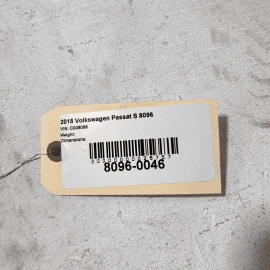 2018 Volkswagen Passat S 8096
VIN: C008096
Weight:
Dimensions:
8096-0046